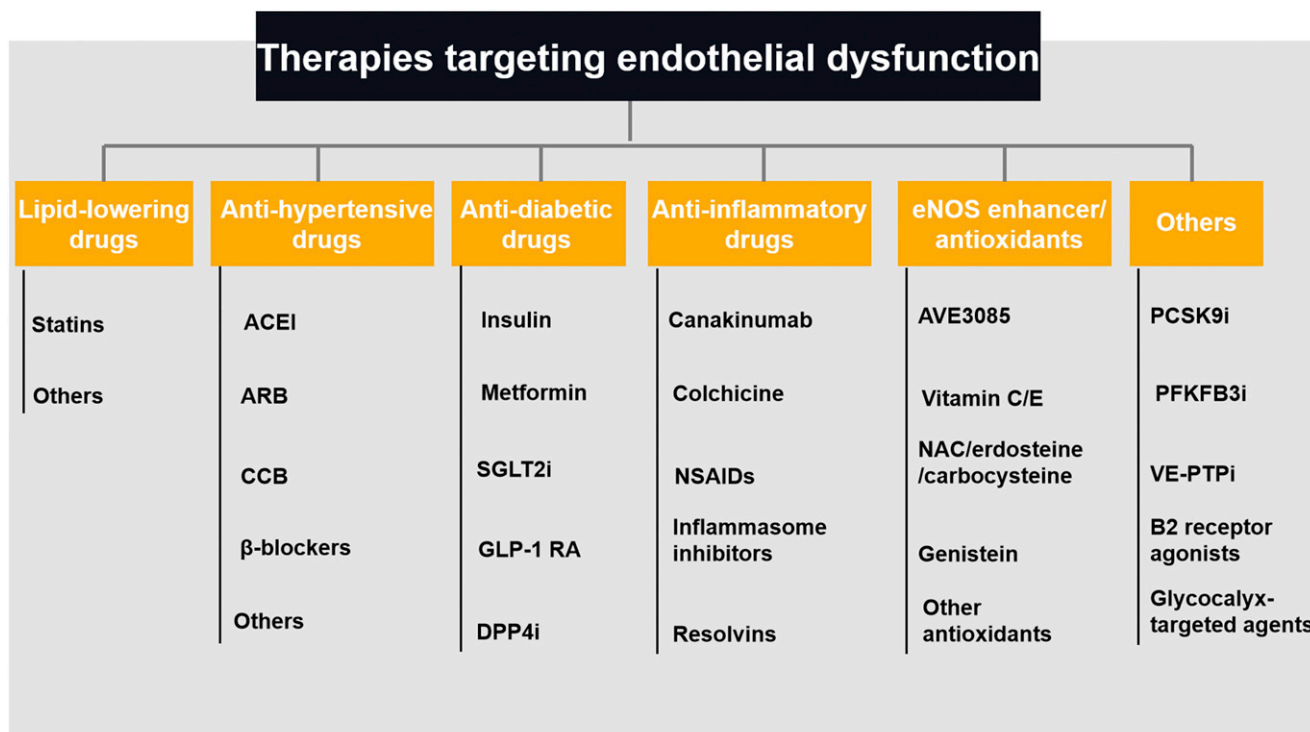 Therapies targeting endothelial dysfunction
Lipid-lowering
drugs
Statins
Others
Anti-hypertensive
drugs
ACEI
ARB
CCB
β-blockers
Others
Anti-diabetic
drugs
Insulin
Metformin
SGLT2i
GLP-1 RA
DPP4i
Anti-inflammatory
drugs
Canakinumab
Colchicine
NSAIDs
Inflammasome
inhibitors
Resolvins
eNOS enhancer/
antioxidants
AVE3085
Vitamin C/E
NAC/erdosteine
/carbocysteine
Genistein
Other
antioxidants
Others
PCSK9i
PFKFB3i
VE-PTPi
B2 receptor
agonists
Glycocalyx-
targeted agents